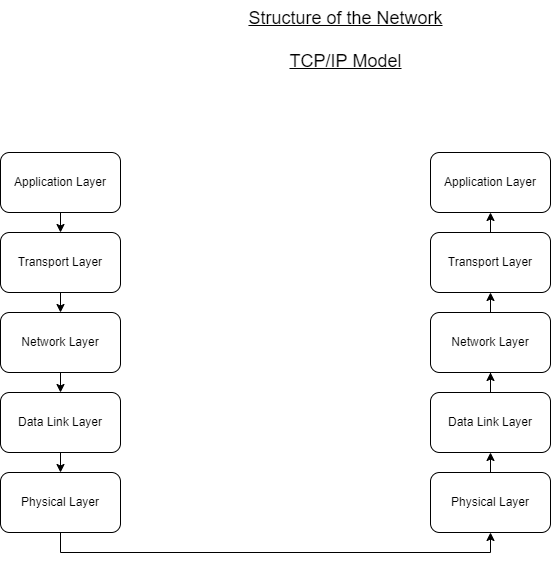 Structure of the Network
TCP/IP Model
Application Layer
Application Layer
Transport Layer
Transport Layer
Network Layer
Network Layer
Data Link Layer
Data Link Layer
Physical Layer
Physical Layer